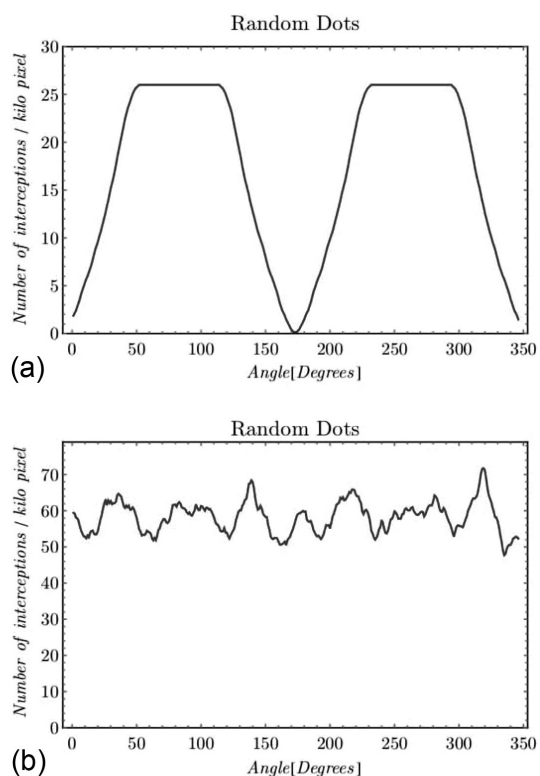 Random Dots
30
25
20
15
10
5
0
Number of interceptions / kilo pixel
0 50 100 150 200 250 300 350
Angle[Degrees]
(a)
Random Dots
70
60
50
40
30
20
10
0
Number of interceptions / kilo pixel
0 50 100 150 200 250 300 350
Angle[Degrees]
(b)